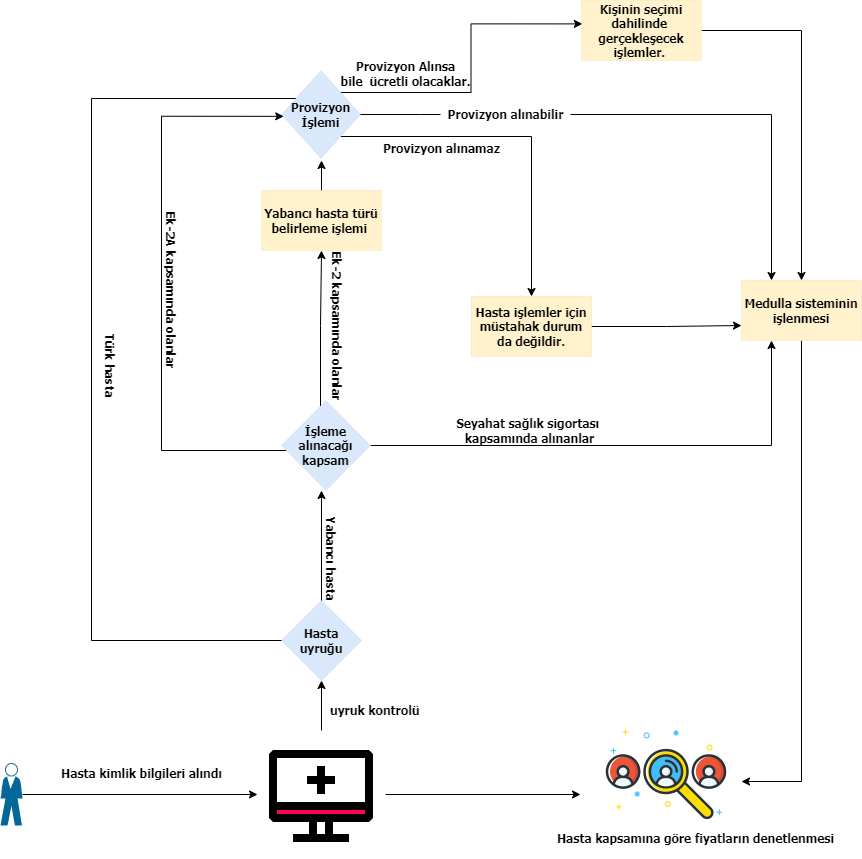 Kişinin seçimi
dahilinde
gerçekleşecek
işlemler.
Provizyon Alınsa
bile ücretli olacaklar.
Provizyon
İşlemi
Provizyon alınabilir
Provizyon alınamaz
Yabancı hasta türü
belirleme işlemi
Ek-2A kapsamında olanlar
Ek-2 kapsamında olanlar
Türk hasta
Hasta işlemler için
müstahak durum
da değildir.
Medulla sisteminin
işlenmesi
İşleme
alınacağı
kapsam
Seyahat sağlık sigortası
kapsamında alınanlar
Yabancı hasta
Hasta
uyruğu
uyruk kontrolü
Hasta kimlik bilgileri alındı
Hasta kapsamına göre fiyatların denetlenmesi